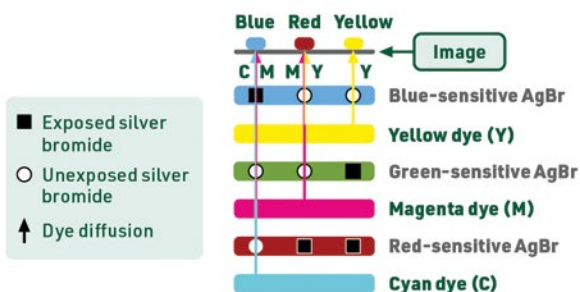 Blue Red Yellow
Image
C M M Y Y
Blue-sensitive AgBr
Yellow dye (Y)
Green-sensitive AgBr
Magenta dye (M)
Red-sensitive AgBr
Cyan dye (C)
Exposed silver
bromide
Unexposed silver
bromide
Dye diffusion